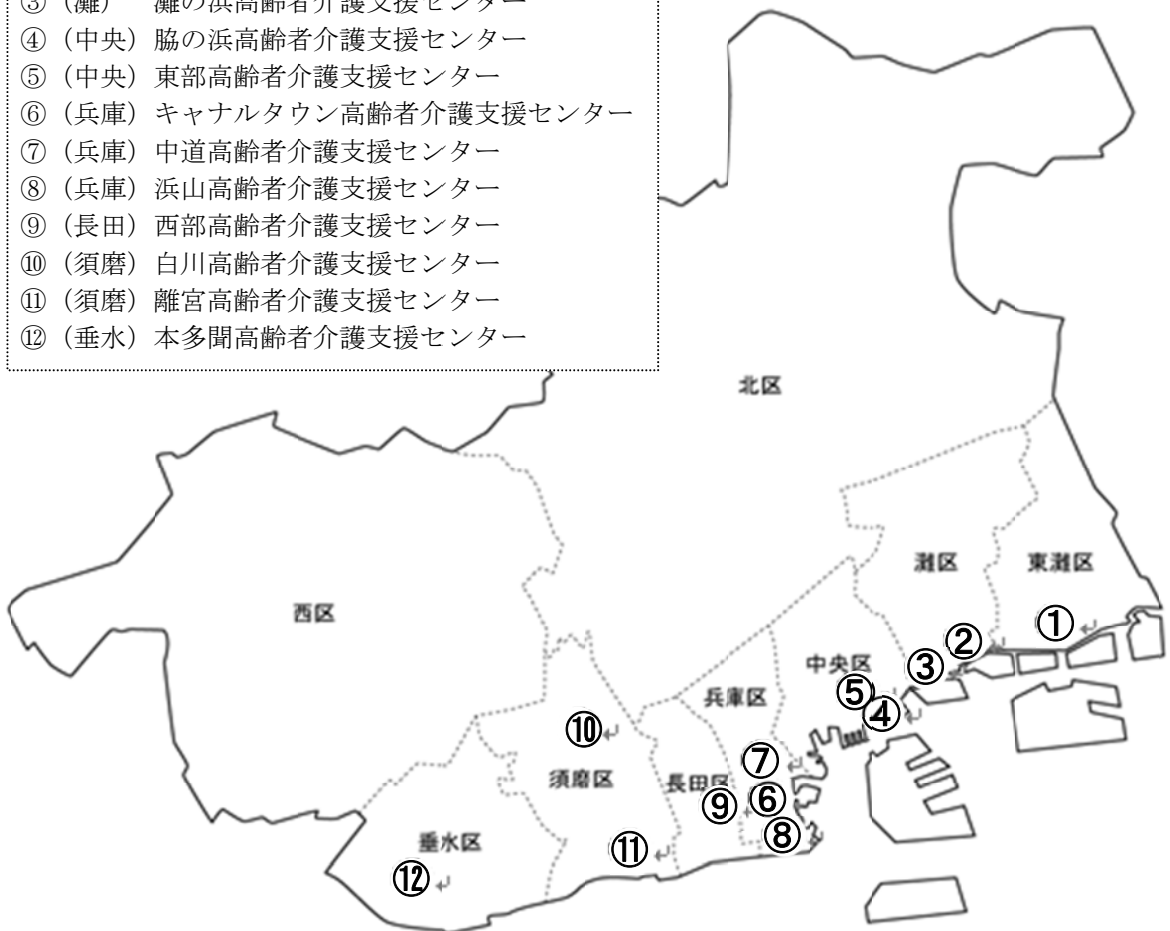 ③（灘） 灘の浜高齢者介護支援センター
④（中央）脇の浜高齢者介護支援センター
⑤（中央）東部高齢者介護支援センター
⑥（兵庫）キャナルタウン高齢者介護支援センター
⑦（兵庫）中道高齢者介護支援センター
⑧（兵庫）浜山高齢者介護支援センター
⑨（長田）西部高齢者介護支援センター
⑩（須磨）白川高齢者介護支援センター
⑪（須磨）離宮高齢者介護支援センター
⑫（垂水）本多聞高齢者介護支援センター
北区
灘区
東灘区
西区
①
②
③
中央区
⑤
④
兵庫区
⑩
⑦
須磨区
長田区
⑨
⑥
⑧
垂水区
⑪
⑫